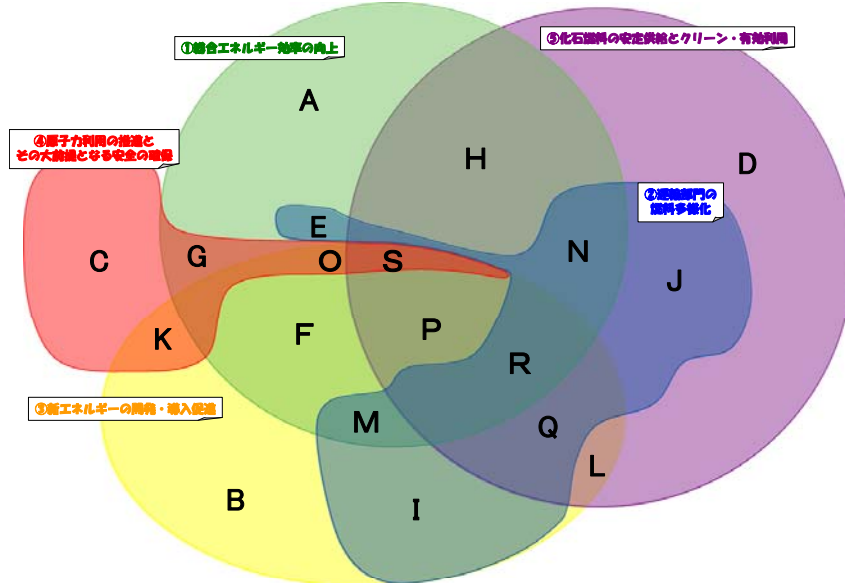 ①総合エネルギー効率の向上
⑤化石燃料の安定供給とクリーン・有効利用
A
④原子力利用の推進と
その大前提となる安全の確保
H
D
②運輸部門の
燃料多様化
E
N
C
G
O
S
J
K
F
P
R
③新エネルギーの開発・導入促進
M
Q
L
B
I